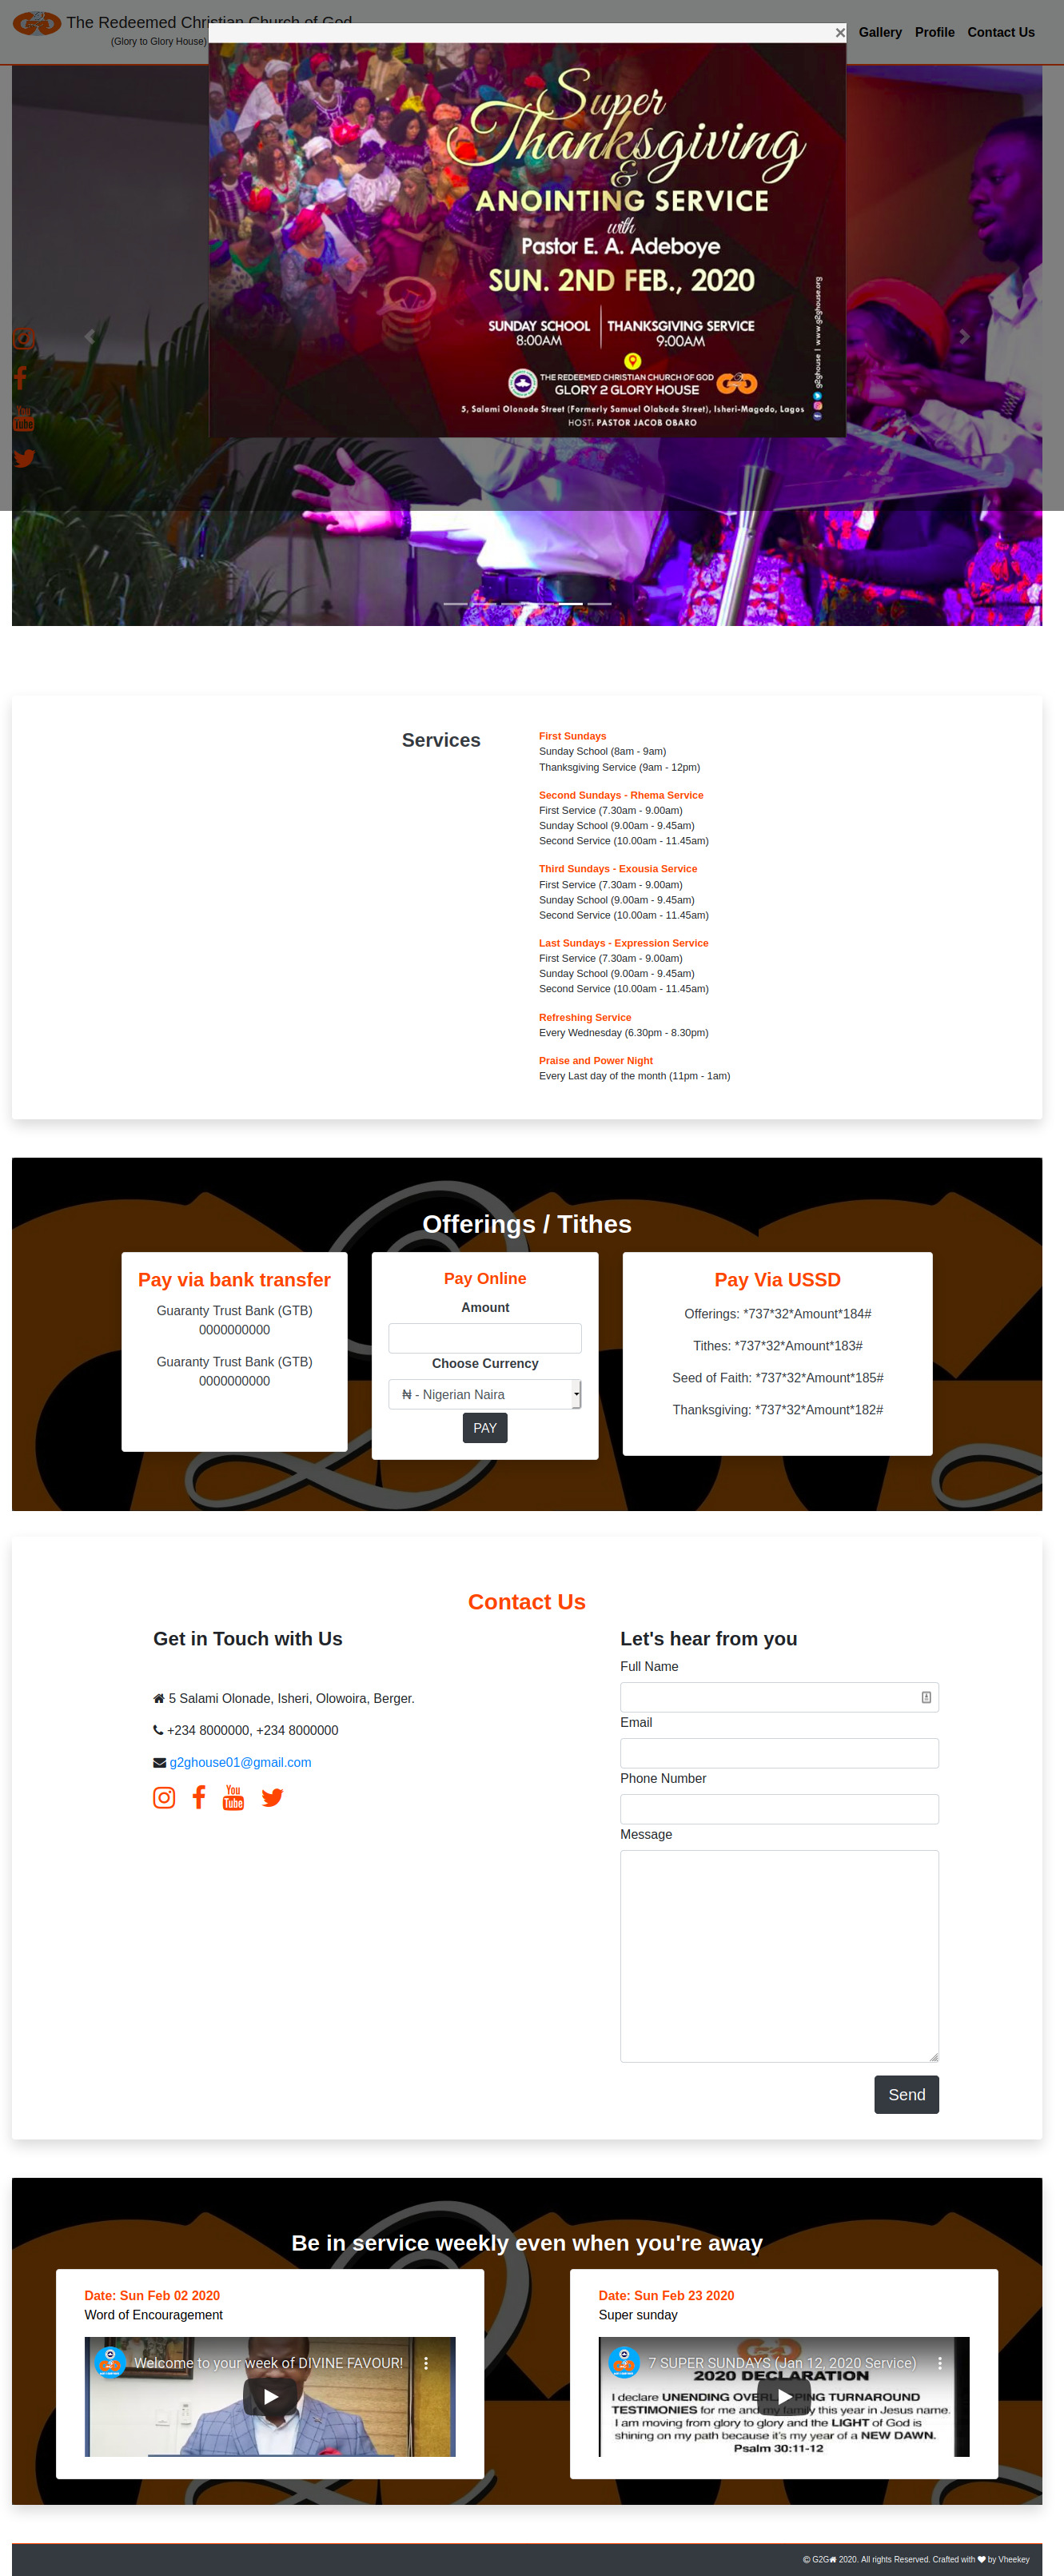 The Redeemed Christian Church of God
(Glory to Glory House)
Gallery Profile Contact Us
×
Super
Thanksgiving
&
ANOINTING SERVICE
with
Pastor E. A. Adeboye
SUN. 2ND FEB., 2020
SUNDAY SCHOOL
8:00AM
THANKSGIVING SERVICE
9:00AM
THE REDEEMED CHRISTIAN CHURCH OF GOD
GLORY 2 GLORY HOUSE
5, Salami Olonode Street (Formerly Samuel Olabode Street), Isheri-Magodo, Lagos
HOST: PASTOR JACOB OBARO
g2ghouse | www.g2ghouse.org
You
Tube
Services
First Sundays
Sunday School (8am - 9am)
Thanksgiving Service (9am - 12pm)
Second Sundays - Rhema Service
First Service (7.30am - 9.00am)
Sunday School (9.00am - 9.45am)
Second Service (10.00am - 11.45am)
Third Sundays - Exousia Service
First Service (7.30am - 9.00am)
Sunday School (9.00am - 9.45am)
Second Service (10.00am - 11.45am)
Last Sundays - Expression Service
First Service (7.30am - 9.00am)
Sunday School (9.00am - 9.45am)
Second Service (10.00am - 11.45am)
Refreshing Service
Every Wednesday (6.30pm - 8.30pm)
Praise and Power Night
Every Last day of the month (11pm - 1am)
Offerings / Tithes
Pay via bank transfer
Guaranty Trust Bank (GTB)
0000000000
Guaranty Trust Bank (GTB)
0000000000
Pay Online
Amount
Choose Currency
₦ - Nigerian Naira
PAY
Pay Via USSD
Offerings: *737*32*Amount*184#
Tithes: *737*32*Amount*183#
Seed of Faith: *737*32*Amount*185#
Thanksgiving: *737*32*Amount*182#
Contact Us
Get in Touch with Us
5 Salami Olonade, Isheri, Olowoira, Berger.
+234 8000000, +234 8000000
g2ghouse01@gmail.com
You
Tube
Let's hear from you
Full Name
Email
Phone Number
Message
Send
Be in service weekly even when you're away
Date: Sun Feb 02 2020
Word of Encouragement
Welcome to your week of DIVINE FAVOUR!
Date: Sun Feb 23 2020
Super sunday
7 SUPER SUNDAYS (Jan 12, 2020 Service)
2020 DECLARATION
I declare UNENDING OVERLAPPING TURNAROUND
TESTIMONIES for me and my family this year in Jesus name.
I am moving from glory to glory and the LIGHT of God is
shining on my path because it's my year of a NEW DAWN.
Psalm 30:11-12
© G2G 2020. All rights Reserved. Crafted with ❤ by Vheekey